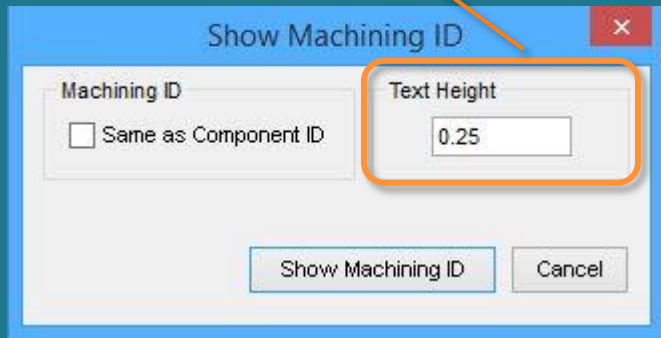 Show Machining ID
Machining ID
Text Height
Same as Component ID
0.25
Show Machining ID
Cancel